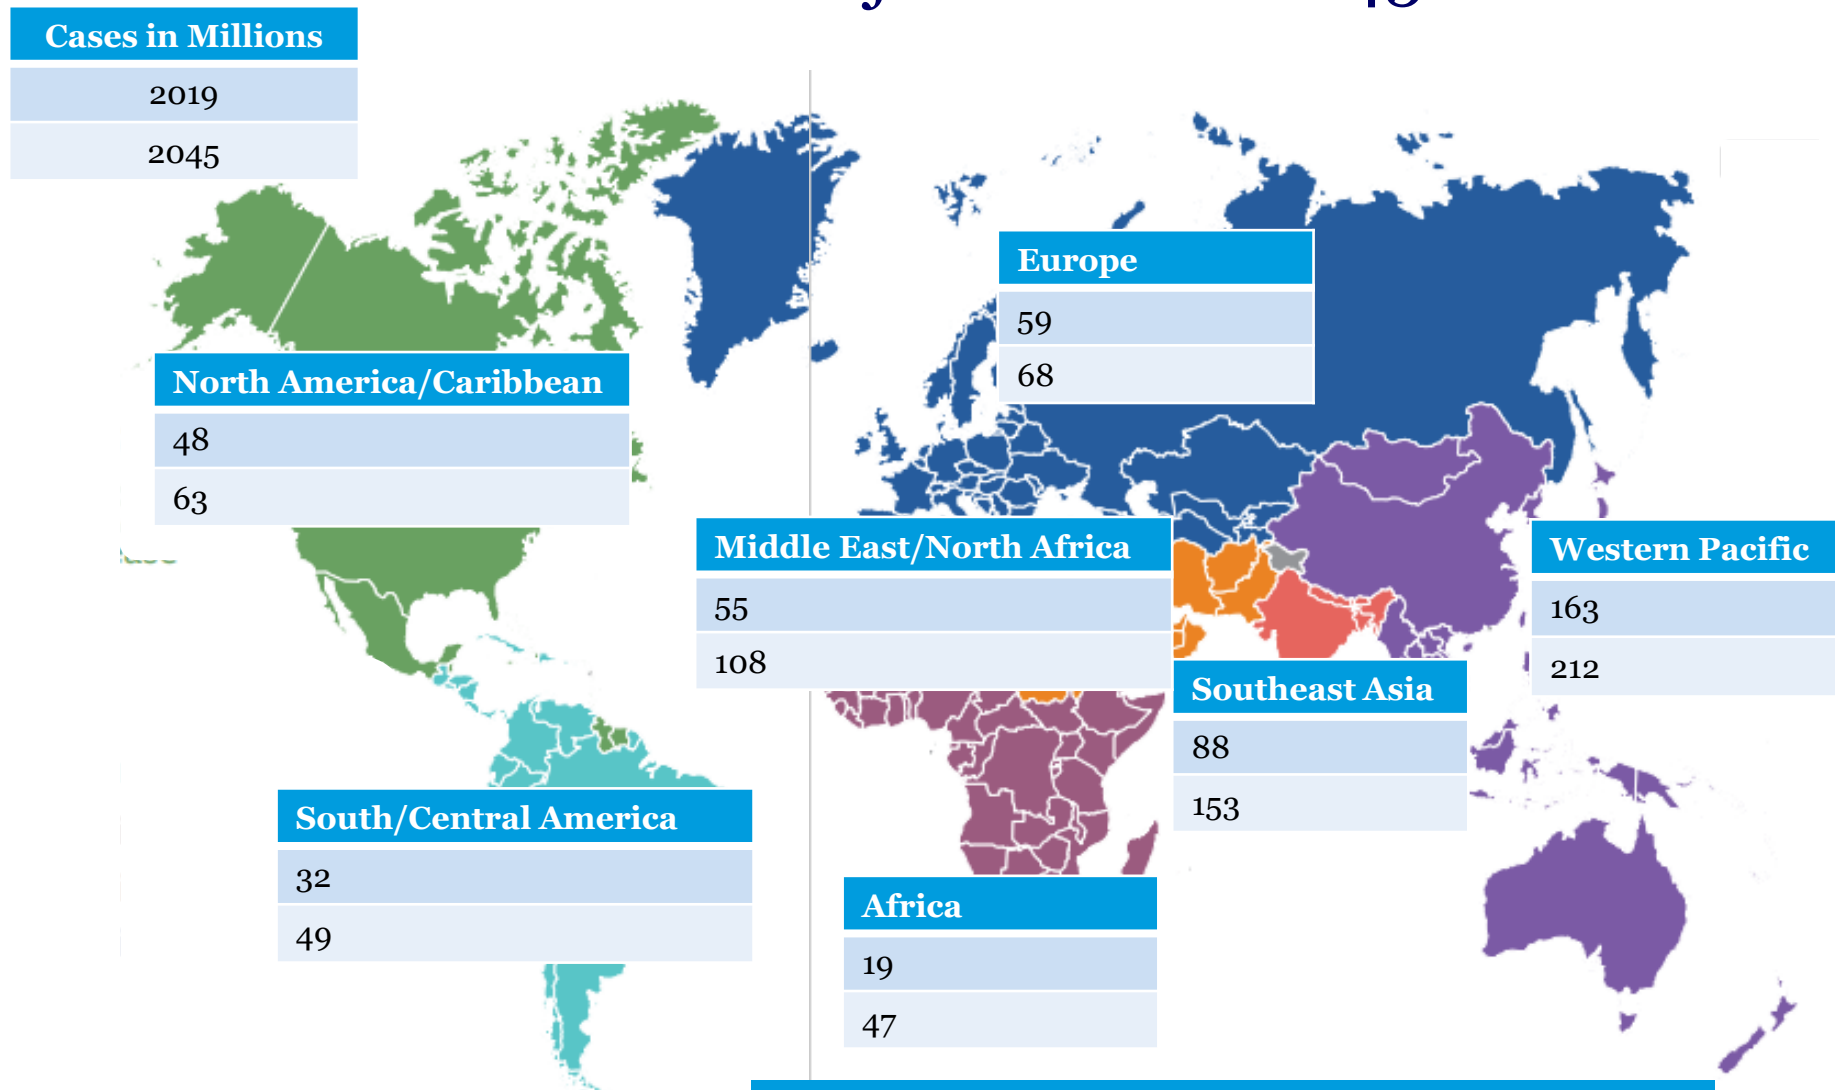 Cases in Millions
2019
2045
Europe
59
68
North America/Caribbean
48
63
Middle East/North Africa
55
108
Western Pacific
163
212
Southeast Asia
88
153
South/Central America
32
49
Africa
19
47